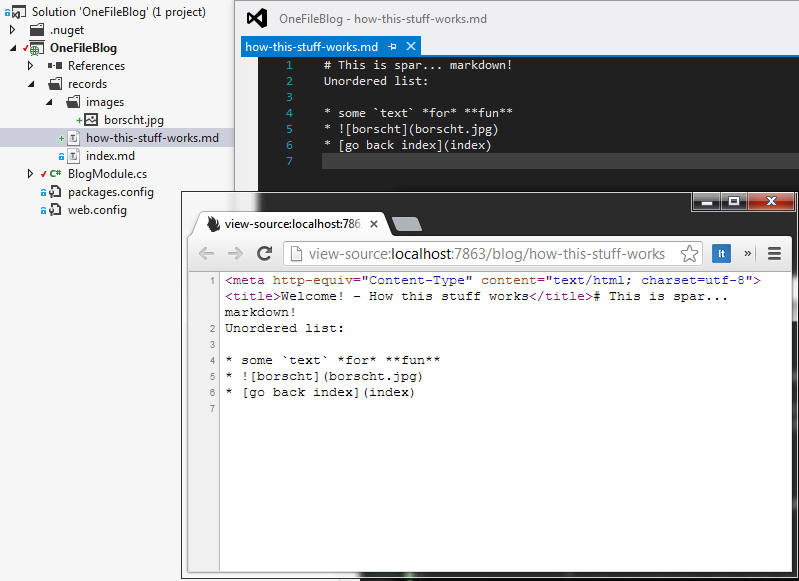 Solution 'OneFileBlog' (1 project)
.nuget
OneFileBlog
References
records
images
borscht.jpg
how-this-stuff-works.md
index.md
BlogModule.cs
packages.config
web.config
OneFileBlog - how-this-stuff-works.md
how-this-stuff-works.md
1 # This is spar... markdown!
2 Unordered list:
3
4 * some `text` *for* **fun**
5 * ![borscht](borscht.jpg)
6 * [go back index](index)
7
view-source:localhost:786
view-source:localhost:7863/blog/how-this-stuff-works
lt
»
1 <meta http-equiv="Content-Type" content="text/html; charset=utf-8">
<title>Welcome! - How this stuff works</title># This is spar...
markdown!
2 Unordered list:
3
4 * some `text` *for* **fun**
5 * ![borscht](borscht.jpg)
6 * [go back index](index)
7